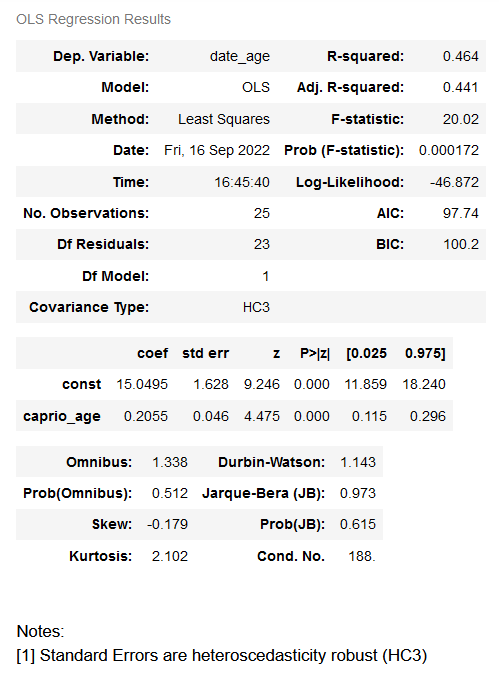 OLS Regression Results
Dep. Variable: date_age R-squared: 0.464
Model: OLS Adj. R-squared: 0.441
Method: Least Squares F-statistic: 20.02
Date: Fri, 16 Sep 2022 Prob (F-statistic): 0.000172
Time: 16:45:40 Log-Likelihood: -46.872
No. Observations: 25 AIC: 97.74
Df Residuals: 23 BIC: 100.2
Df Model: 1
Covariance Type: HC3
coef std err z P>|z| [0.025 0.975]
const 15.0495 1.628 9.246 0.000 11.859 18.240
caprio_age 0.2055 0.046 4.475 0.000 0.115 0.296
Omnibus: 1.338 Durbin-Watson: 1.143
Prob(Omnibus): 0.512 Jarque-Bera (JB): 0.973
Skew: -0.179 Prob(JB): 0.615
Kurtosis: 2.102 Cond. No. 188.
Notes:
[1] Standard Errors are heteroscedasticity robust (HC3)